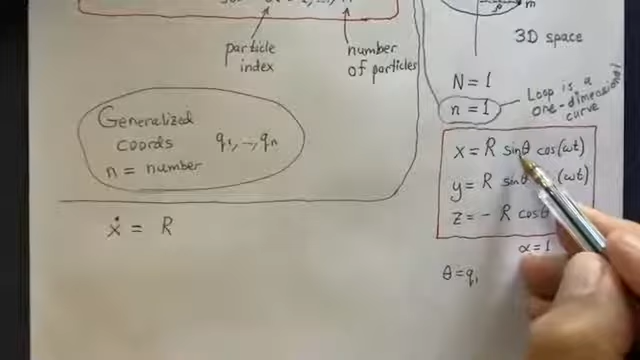 particle
index
number
of particles
Generalized
coords q₁, ..., qₙ
n = number
ẋ = R
m
3D space
N = 1
n = 1
Loop is a
one-dimensional
curve
x = R sinθ cos(ωt)
y = R sinθ (ωt)
z = - R cosθ
α = 1
θ = q₁